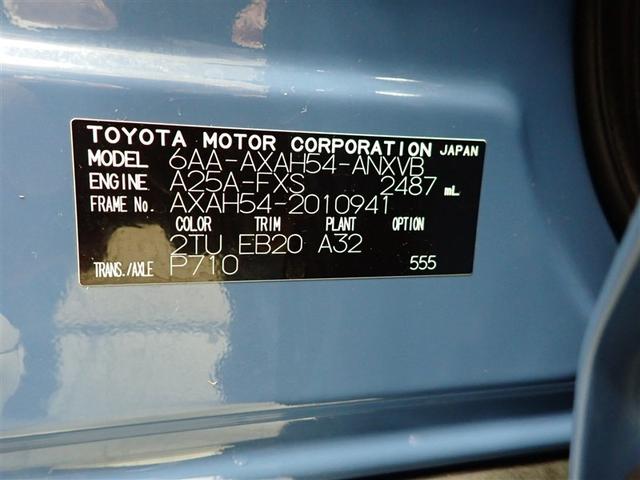 TOYOTA MOTOR CORPORATION JAPAN
MODEL 6AA-AXAH54-ANXVB
ENGINE A25A-FXS 2487 mL
FRAME No. AXAH54-2010941
COLOR TRIM PLANT OPTION
2TU EB20 A32
TRANS./AXLE P710 555